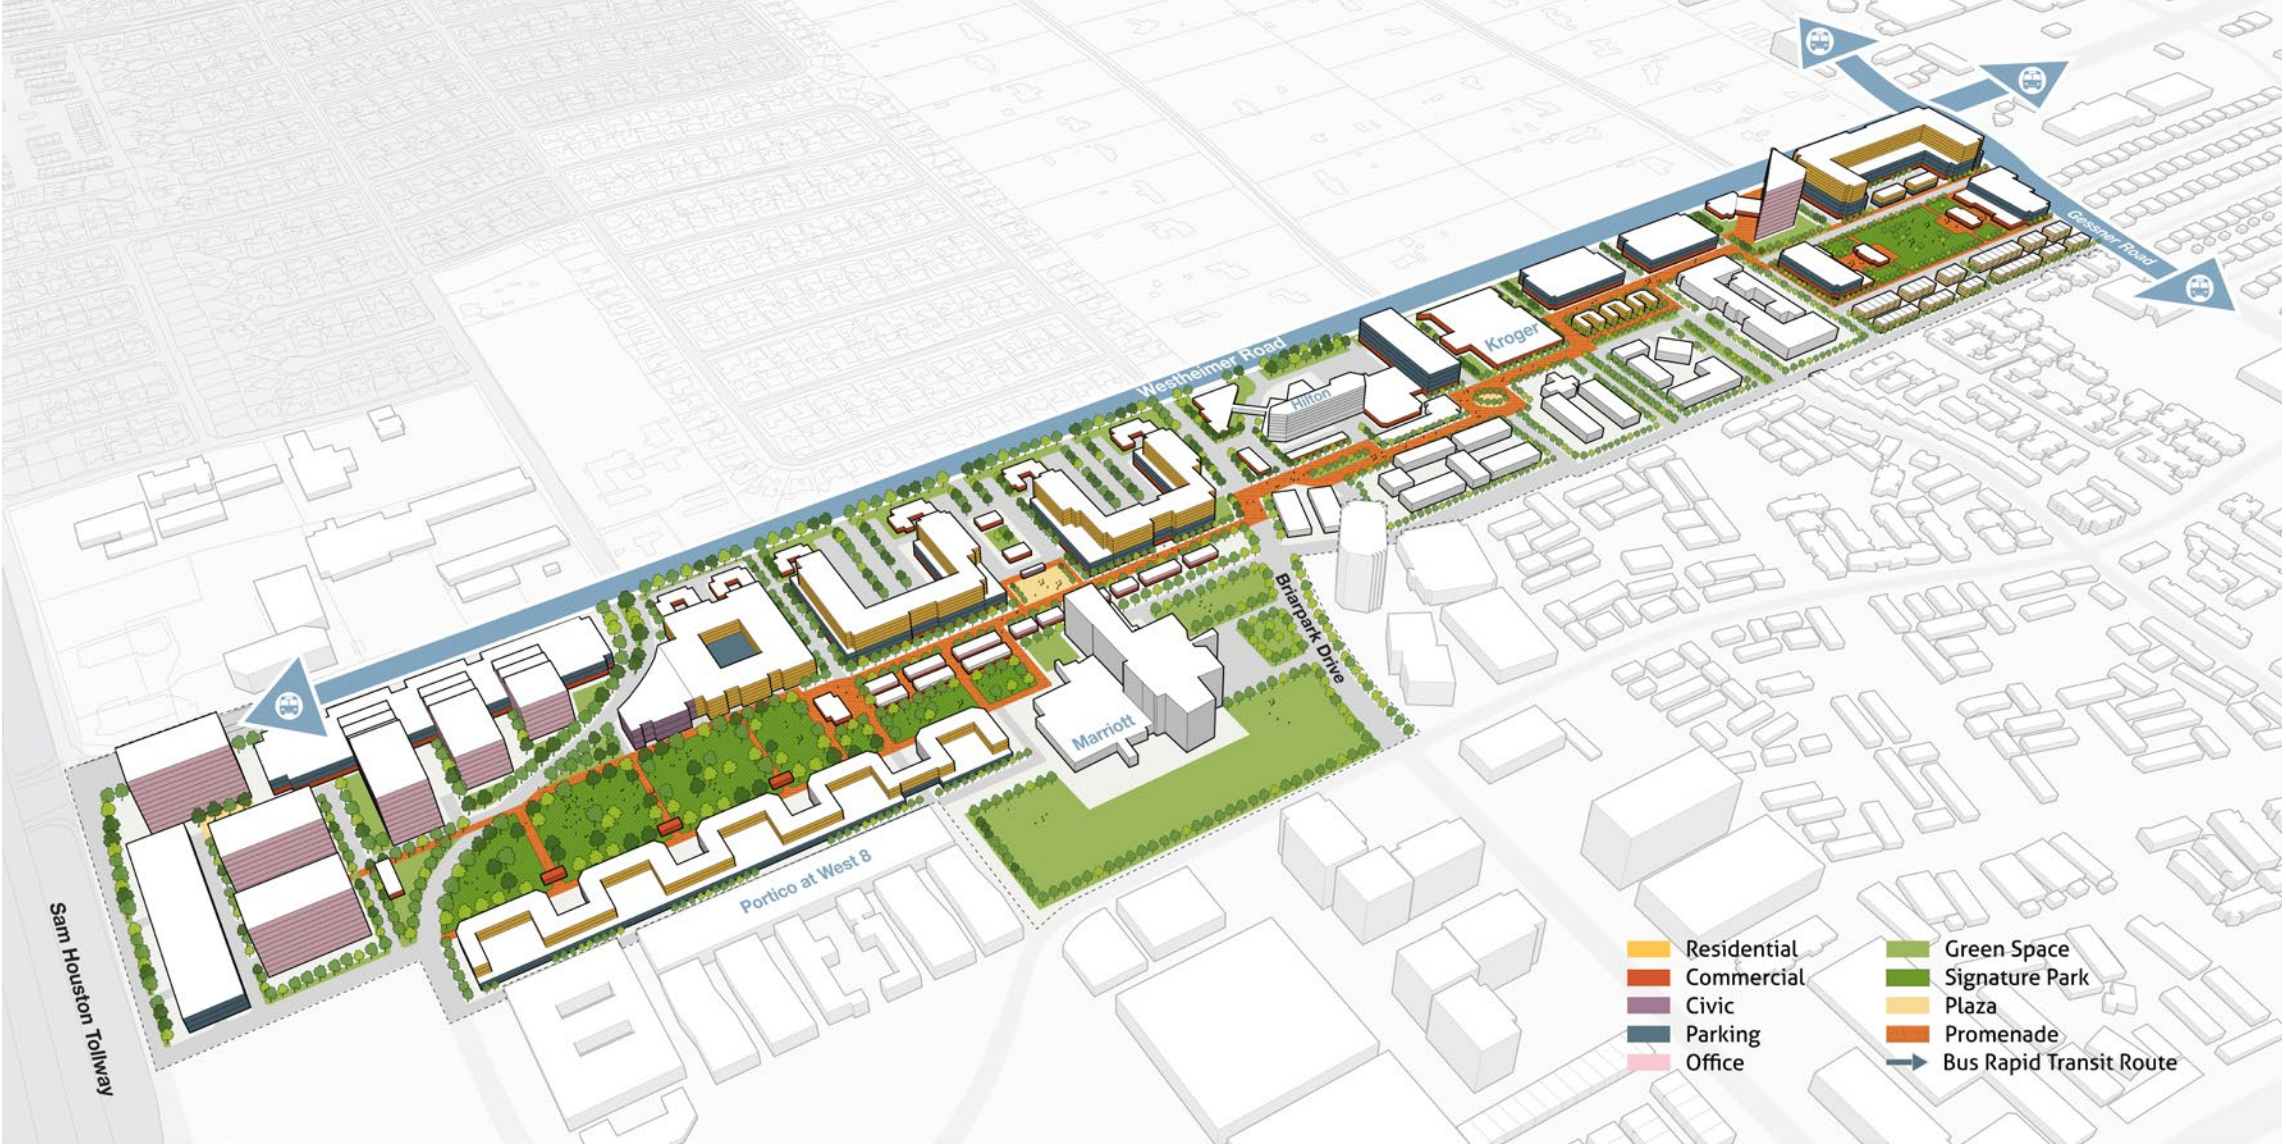 Gessner Road
Westheimer Road
Kroger
Hilton
Briarpark Drive
Marriott
Portico at West 8
Sam Houston Tollway
Residential
Commercial
Civic
Parking
Office
Green Space
Signature Park
Plaza
Promenade
Bus Rapid Transit Route